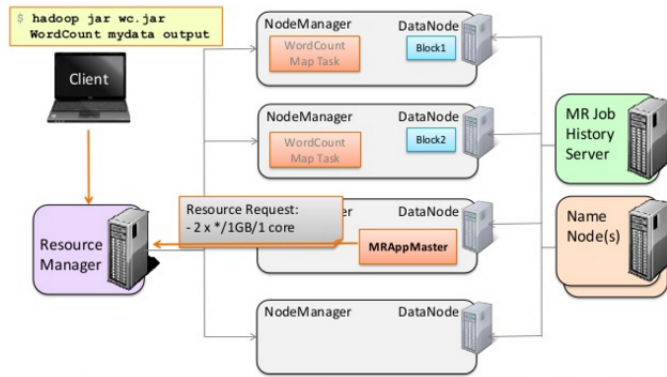 $ hadoop jar wc.jar
WordCount mydata output
Client
Resource
Manager
NodeManager
DataNode
WordCount
Map Task
Block1
NodeManager
DataNode
WordCount
Map Task
Block2
Resource Request:
- 2 x */1GB/1 core
DataNode
MRAppMaster
NodeManager
DataNode
MR Job
History
Server
Name
Node(s)